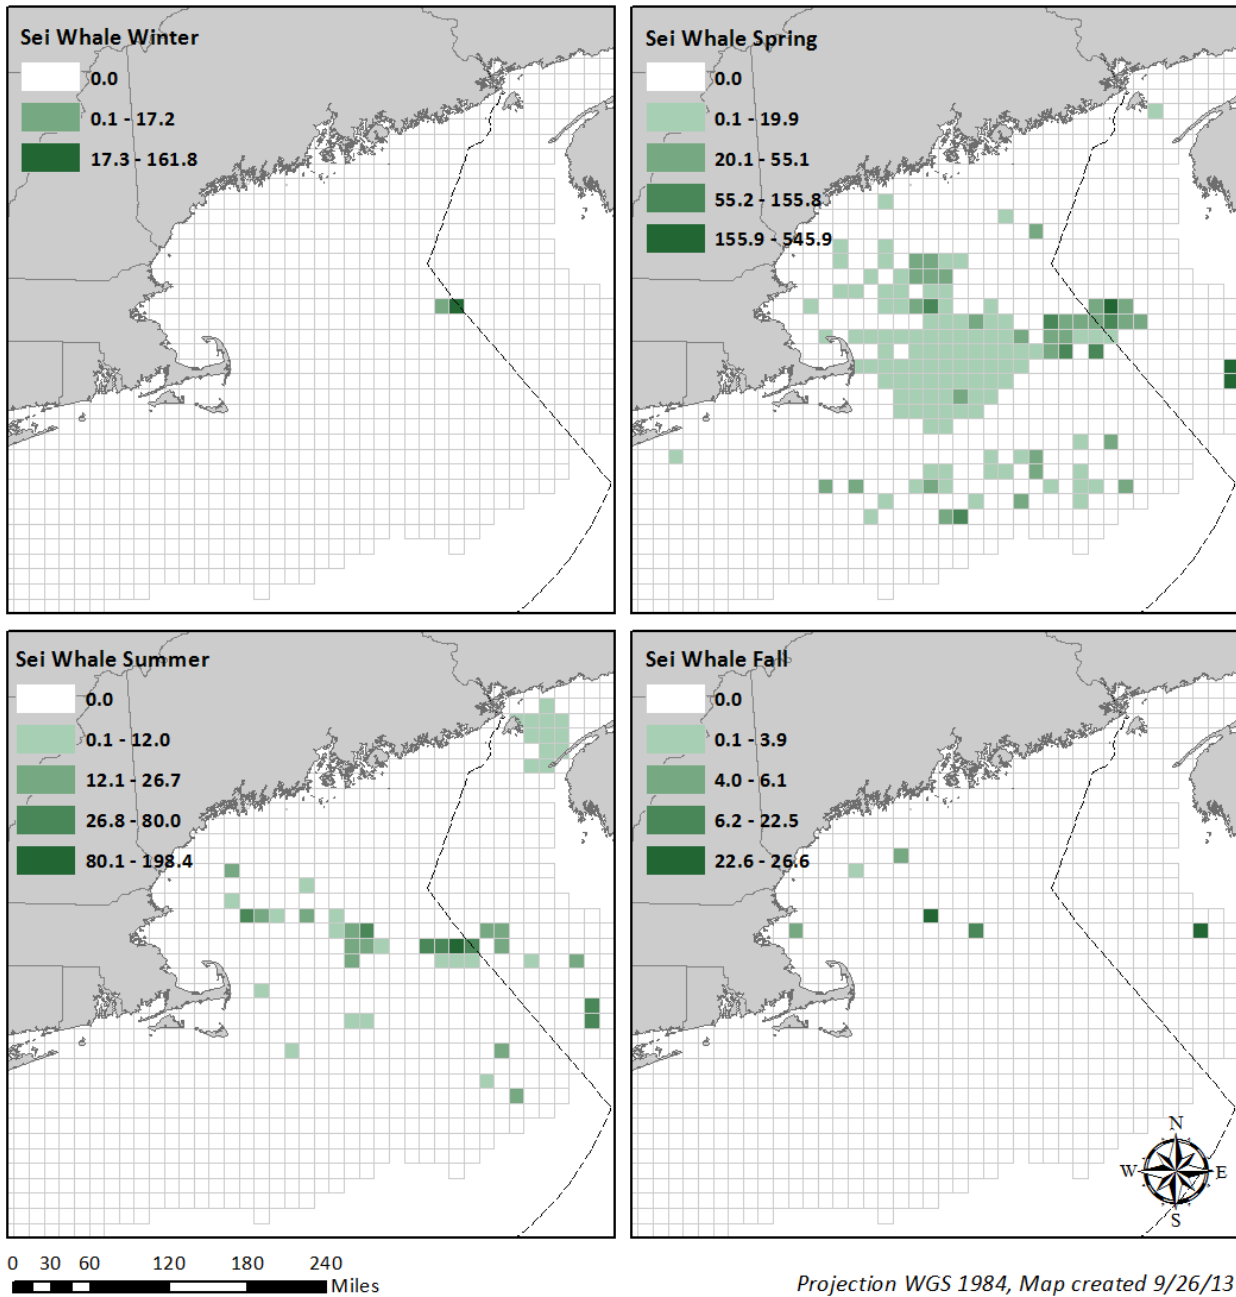 Sei Whale Winter
0.0
0.1 - 17.2
17.3 - 161.8
Sei Whale Spring
0.0
0.1 - 19.9
20.1 - 55.1
55.2 - 155.8
155.9 - 545.9
Sei Whale Summer
0.0
0.1 - 12.0
12.1 - 26.7
26.8 - 80.0
80.1 - 198.4
Sei Whale Fall
0.0
0.1 - 3.9
4.0 - 6.1
6.2 - 22.5
22.6 - 26.6
N
W E
S
0 30 60 120 180 240
Miles
Projection WGS 1984, Map created 9/26/13